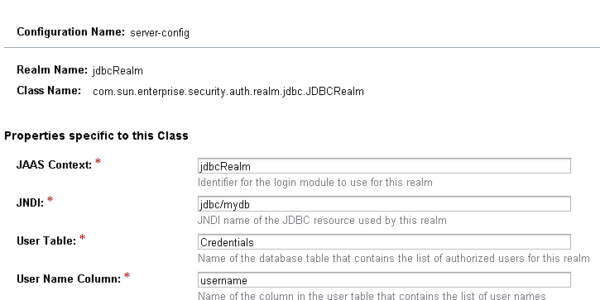 Configuration Name: server-config
Realm Name: jdbcRealm
Class Name: com.sun.enterprise.security.auth.realm.jdbc.JDBCRealm
Properties specific to this Class
JAAS Context: * jdbcRealm
Identifier for the login module to use for this realm
JNDI: * jdbc/mydb
JNDI name of the JDBC resource used by this realm
User Table: * Credentials
Name of the database table that contains the list of authorized users for this realm
User Name Column: * username
Name of the column in the user table that contains the list of user names